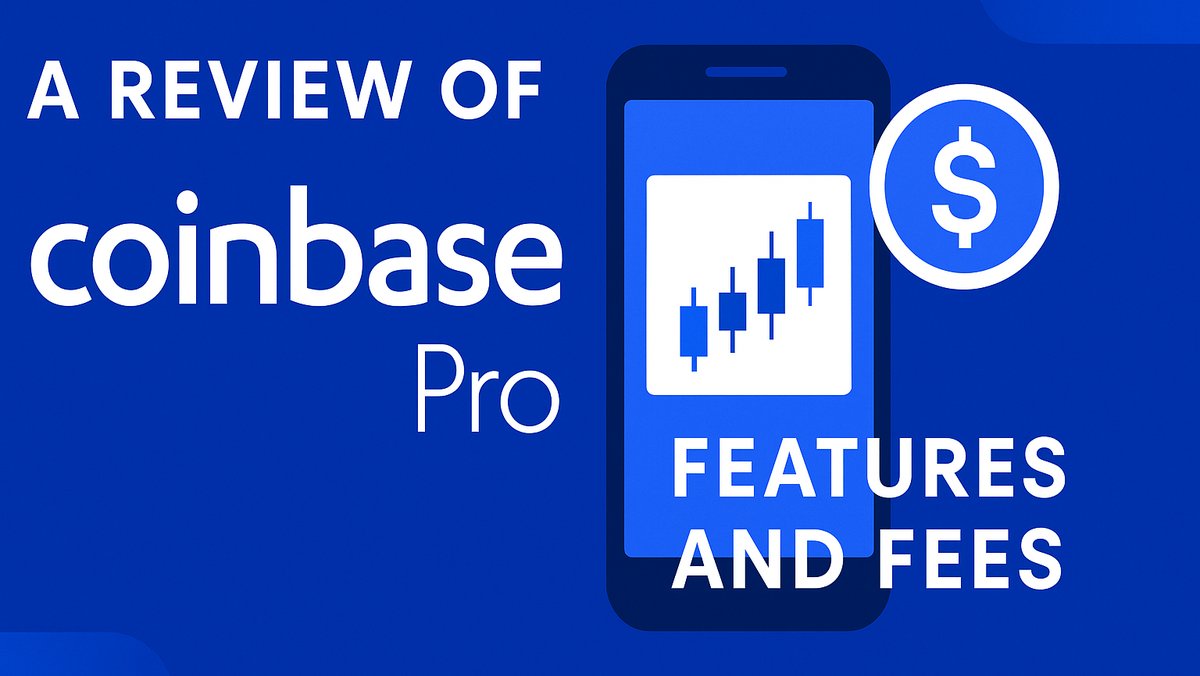 A REVIEW OF
coinbase
Pro
$
FEATURES
AND FEES